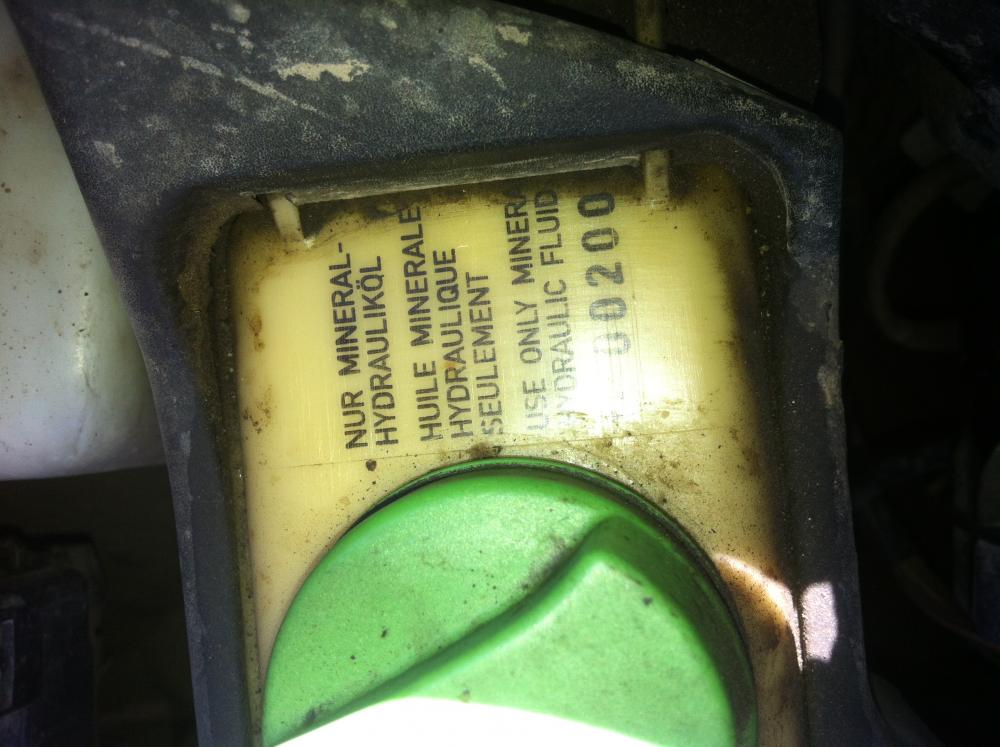 NUR MINERAL-
HYDRAULIKÖL
HUILE MINERALE
HYDRAULIQUE
SEULEMENT
USE ONLY MINERA
HYDRAULIC FLUID
00200